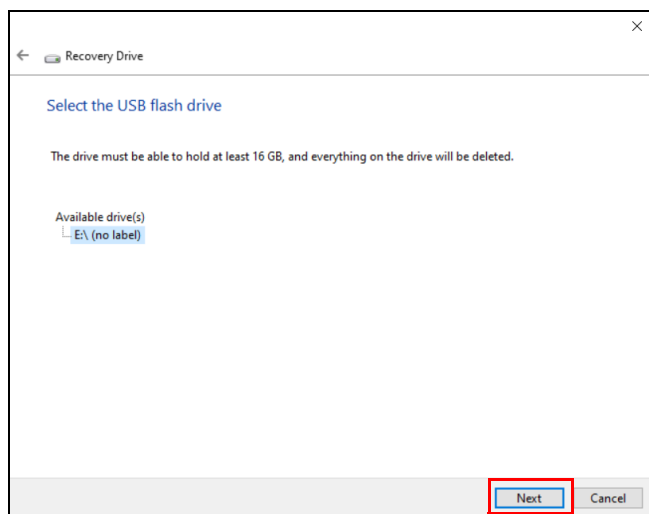 Recovery Drive
Select the USB flash drive
The drive must be able to hold at least 16 GB, and everything on the drive will be deleted.
Available drive(s)
E:\ (no label)
Next Cancel